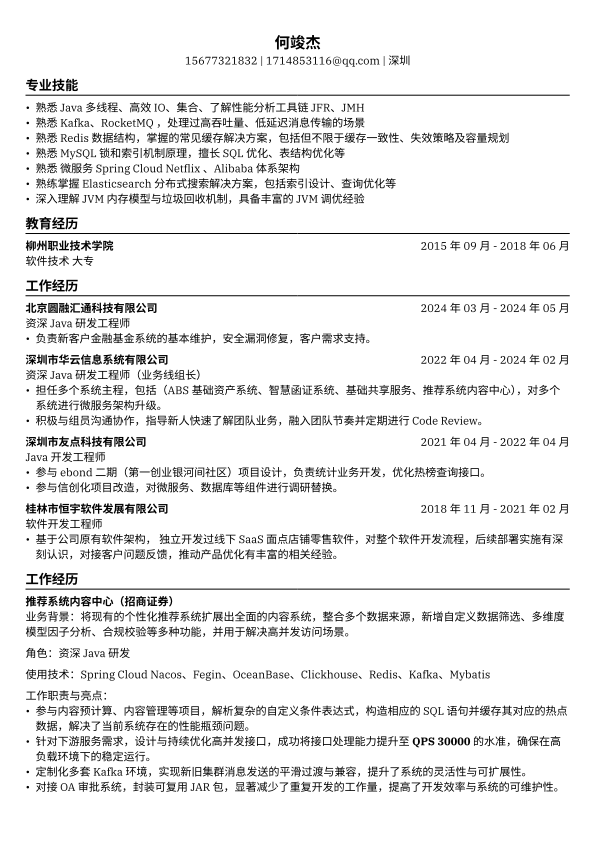 何竣杰
15677321832 | 1714853116@qq.com | 深圳
专业技能
• 熟悉 Java 多线程、高效 IO、集合、了解性能分析工具链 JFR、JMH
• 熟悉 Kafka、RocketMQ ，处理过高吞吐量、低延迟消息传输的场景
• 熟悉 Redis 数据结构，掌握的常见缓存解决方案，包括但不限于缓存一致性、失效策略及容量规划
• 熟悉 MySQL 锁和索引机制原理，擅长 SQL 优化、表结构优化等
• 熟悉 微服务 Spring Cloud Netflix 、Alibaba 体系架构
• 熟练掌握 Elasticsearch 分布式搜索解决方案，包括索引设计、查询优化等
• 深入理解 JVM 内存模型与垃圾回收机制，具备丰富的 JVM 调优经验
教育经历
柳州职业技术学院 2015 年 09 月 - 2018 年 06 月
软件技术 大专
工作经历
北京圆融汇通科技有限公司 2024 年 03 月 - 2024 年 05 月
资深 Java 研发工程师
• 负责新客户金融基金系统的基本维护，安全漏洞修复，客户需求支持。
深圳市华云信息系统有限公司 2022 年 04 月 - 2024 年 02 月
资深 Java 研发工程师（业务线组长）
• 担任多个系统主程，包括（ABS 基础资产系统、智慧函证系统、基础共享服务、推荐系统内容中心），对多个
系统进行微服务架构升级。
• 积极与组员沟通协作，指导新人快速了解团队业务，融入团队节奏并定期进行 Code Review。
深圳市友点科技有限公司 2021 年 04 月 - 2022 年 04 月
Java 开发工程师
• 参与 ebond 二期（第一创业银河间社区）项目设计，负责统计业务开发，优化热榜查询接口。
• 参与信创化项目改造，对微服务、数据库等组件进行调研替换。
桂林市恒宇软件发展有限公司 2018 年 11 月 - 2021 年 02 月
软件开发工程师
• 基于公司原有软件架构， 独立开发过线下 SaaS 面点店铺零售软件，对整个软件开发流程，后续部署实施有深
刻认识，对接客户问题反馈，推动产品优化有丰富的相关经验。
工作经历
推荐系统内容中心（招商证券）
业务背景：将现有的个性化推荐系统扩展出全面的内容系统，整合多个数据来源，新增自定义数据筛选、多维度
模型因子分析、合规校验等多种功能，并用于解决高并发访问场景。
角色：资深 Java 研发
使用技术：Spring Cloud Nacos、Fegin、OceanBase、Clickhouse、Redis、Kafka、Mybatis
工作职责与亮点：
• 参与内容预计算、内容管理等项目，解析复杂的自定义条件表达式，构造相应的 SQL 语句并缓存其对应的热点
数据，解决了当前系统存在的性能瓶颈问题。
• 针对下游服务需求，设计与持续优化高并发接口，成功将接口处理能力提升至 QPS 30000 的水准，确保在高
负载环境下的稳定运行。
• 定制化多套 Kafka 环境，实现新旧集群消息发送的平滑过渡与兼容，提升了系统的灵活性与可扩展性。
• 对接 OA 审批系统，封装可复用 JAR 包，显著减少了重复开发的工作量，提高了开发效率与系统的可维护性。